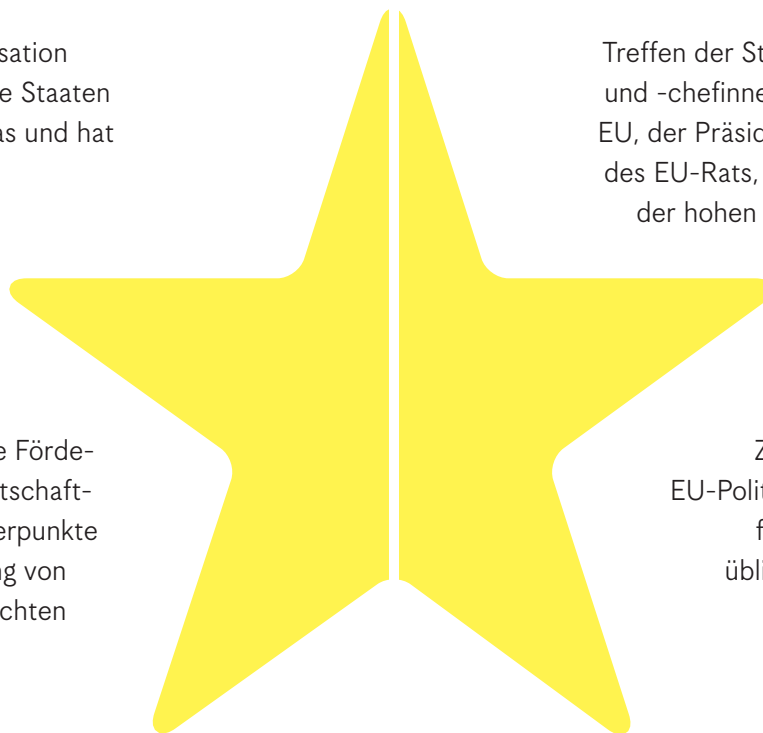 sation
e Staaten
as und hat
e Förde-
tschaft-
erpunkte
ng von
chten
Treffen der St
und -chefinne
EU, der Präsid
des EU-Rats,
der hohen
Z
EU-Polit
f
übli